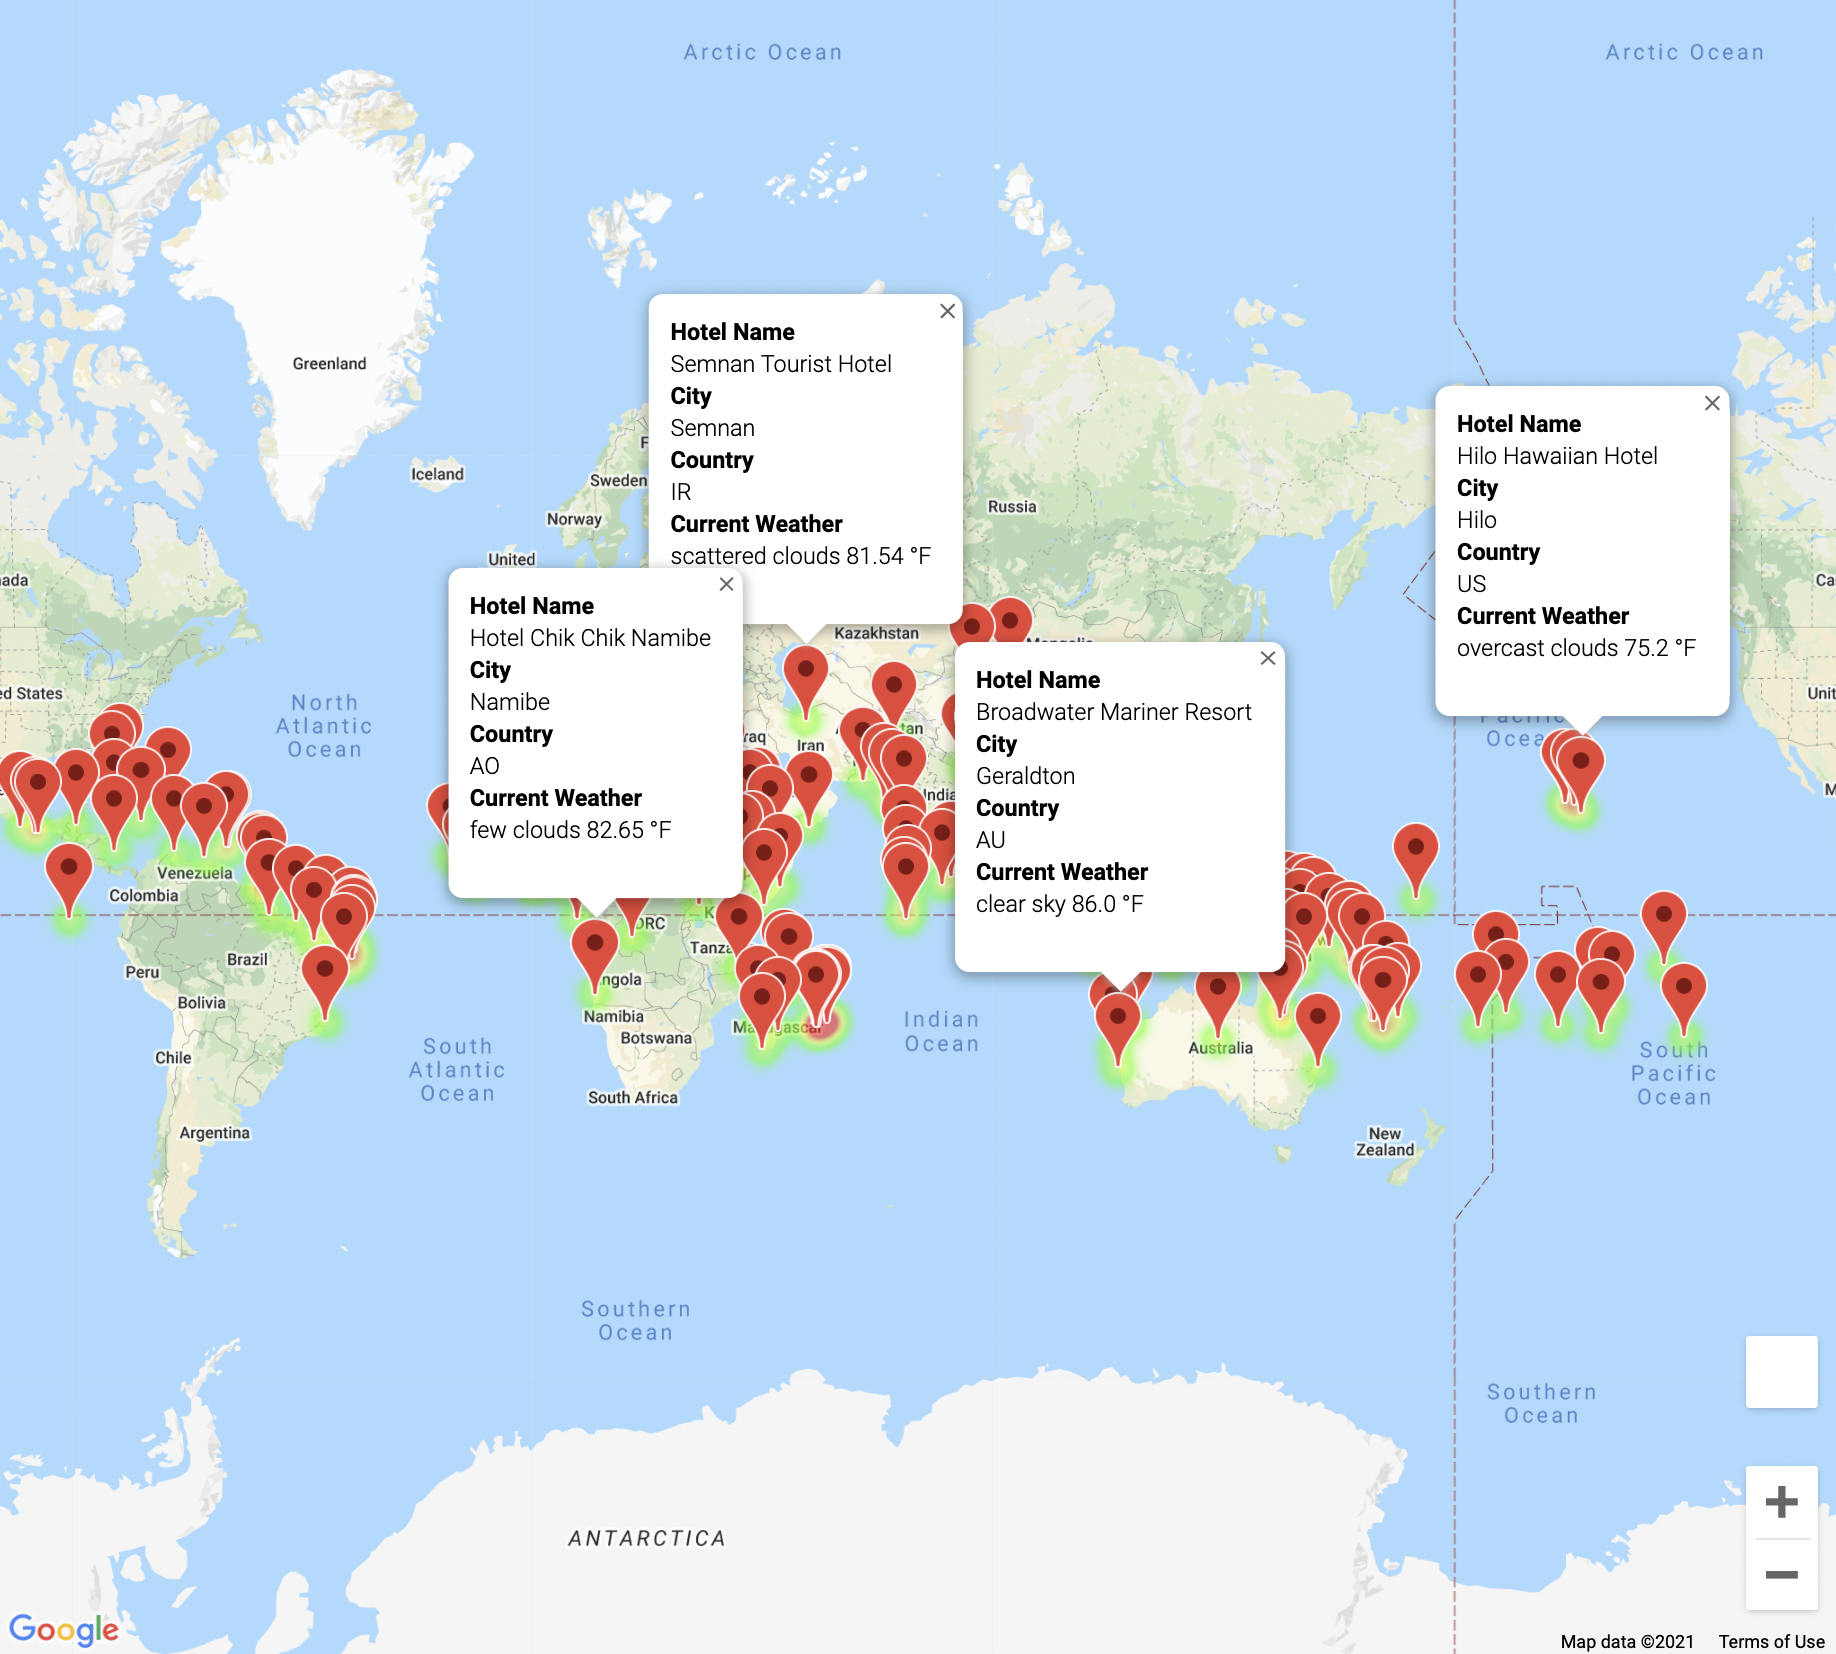 Arctic Ocean
Arctic Ocean
Greenland
Hotel Name
Semnan Tourist Hotel
City
Semnan
Country
IR
Current Weather
scattered clouds 81.54 °F
Hotel Name
Hilo Hawaiian Hotel
City
Hilo
Country
US
Current Weather
overcast clouds 75.2 °F
Iceland
Sweden
Norway
Russia
United
Hotel Name
Hotel Chik Chik Namibe
City
Namibe
Country
AO
Current Weather
few clouds 82.65 °F
Kazakhstan
Mongolia
Hotel Name
Broadwater Mariner Resort
City
Geraldton
Country
AU
Current Weather
clear sky 86.0 °F
ada
Ca
ed States
Unit
North
Atlantic
Ocean
Pacific
Ocea
raq
Iran
tan
India
M
Venezuela
Colombia
DRC
K
Tanza
Peru
Brazil
Bolivia
ngola
Namibia
Botswana
Madagascar
South Africa
Chile
Argentina
South
Atlantic
Ocean
Indian
Ocean
Australia
New
Zealand
South
Pacific
Ocean
Southern
Ocean
Southern
Ocean
ANTARCTICA
Google
Map data ©2021 Terms of Use